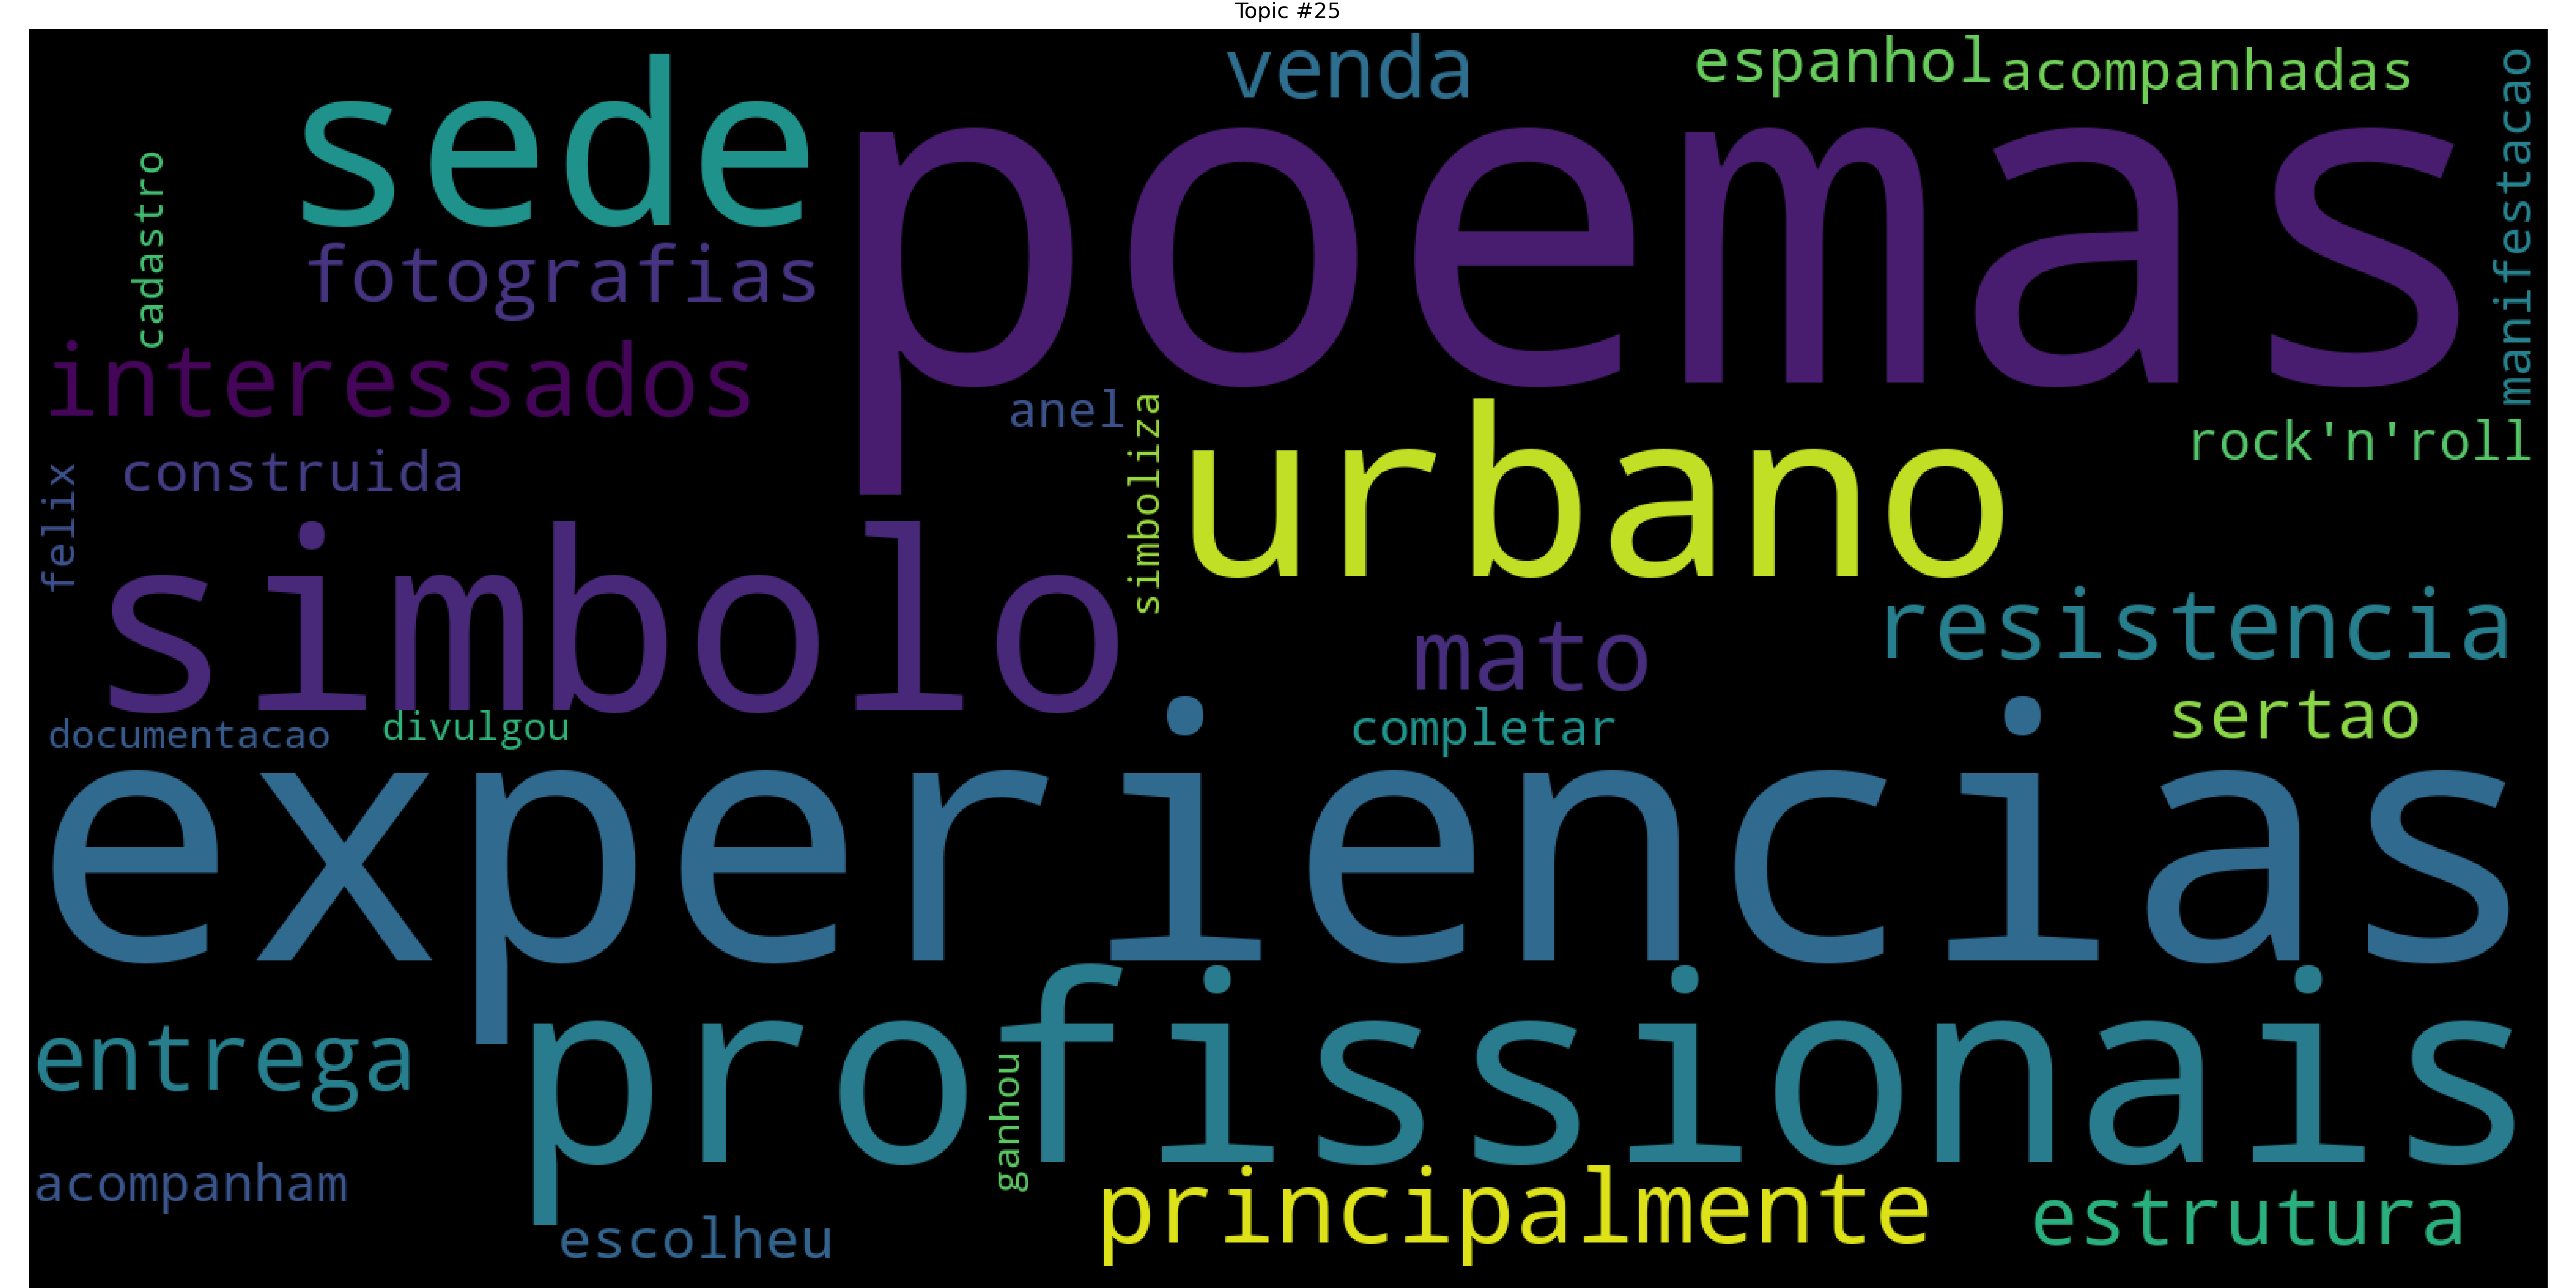 Topic #25
venda
espanhol
acompanhadas
manifestacao
sede
poemas
cadastro
fotografias
interessados
anel
simboliza
urbano
rock'n'roll
construida
felix
simbolo
resistencia
mato
sertao
documentacao
divulgou
completar
experiencias
entrega
profissionais
ganhou
acompanham
principalmente
estrutura
escolheu